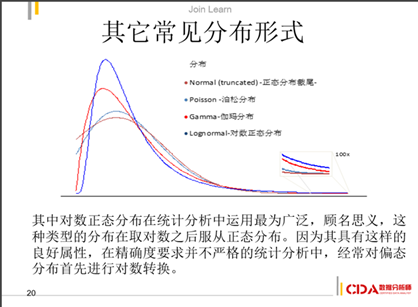 Join Learn
其它常见分布形式
分布
Normal (truncated) -正态分布截尾-
Poisson -泊松分布
Gamma-伽玛分布
Lognormal-对数正态分布
100x
其中对数正态分布在统计分析中运用最为广泛，顾名思义，这
种类型的分布在取对数之后服从正态分布。因为其具有这样的
良好属性，在精确度要求并不严格的统计分析中，经常对偏态
分布首先进行对数转换。
20
CDA数据分析师